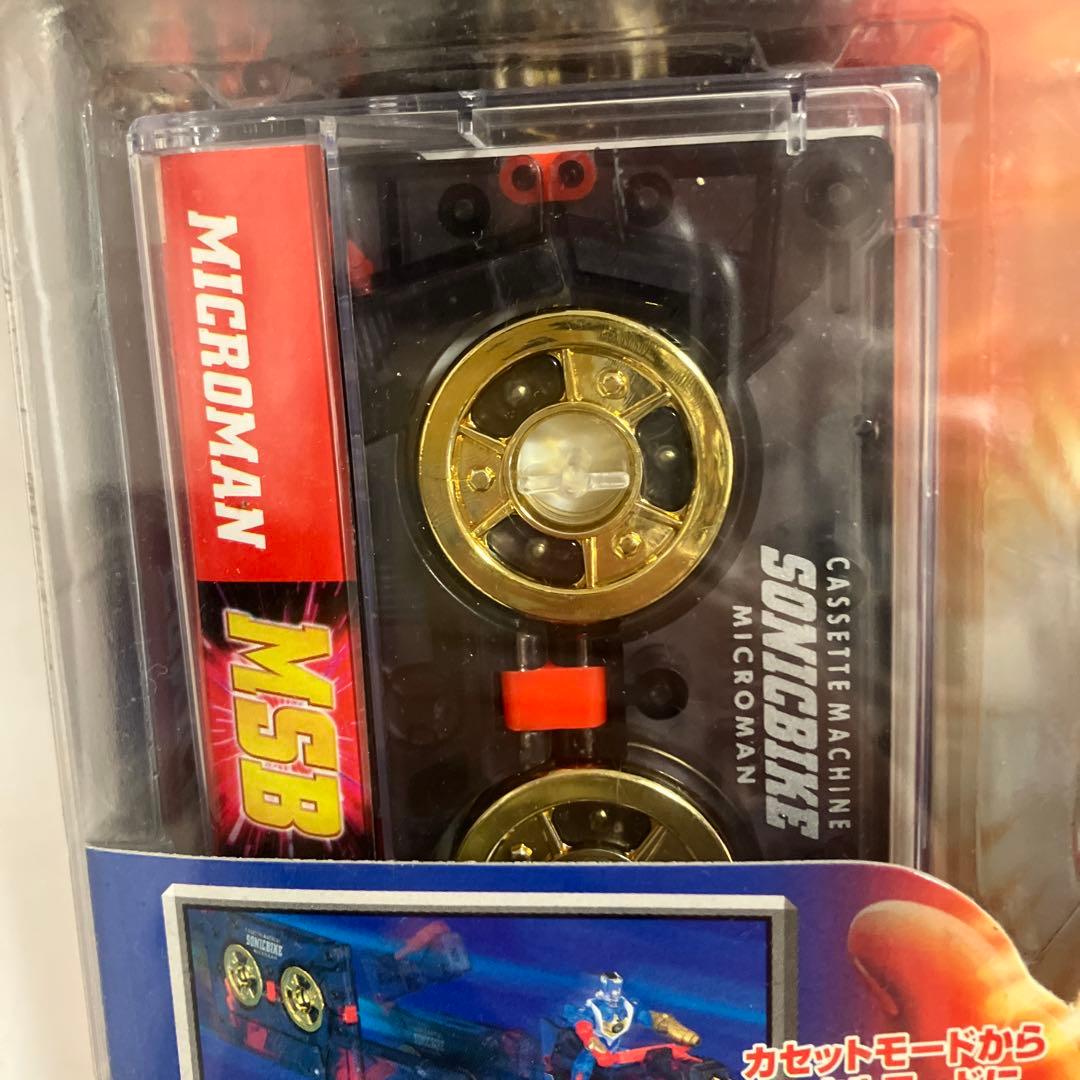 MICROMAN
MSB
CASSETTE MACHINE
SONICBIKE
MICROMAN
SONICBIKE
カセットモードから